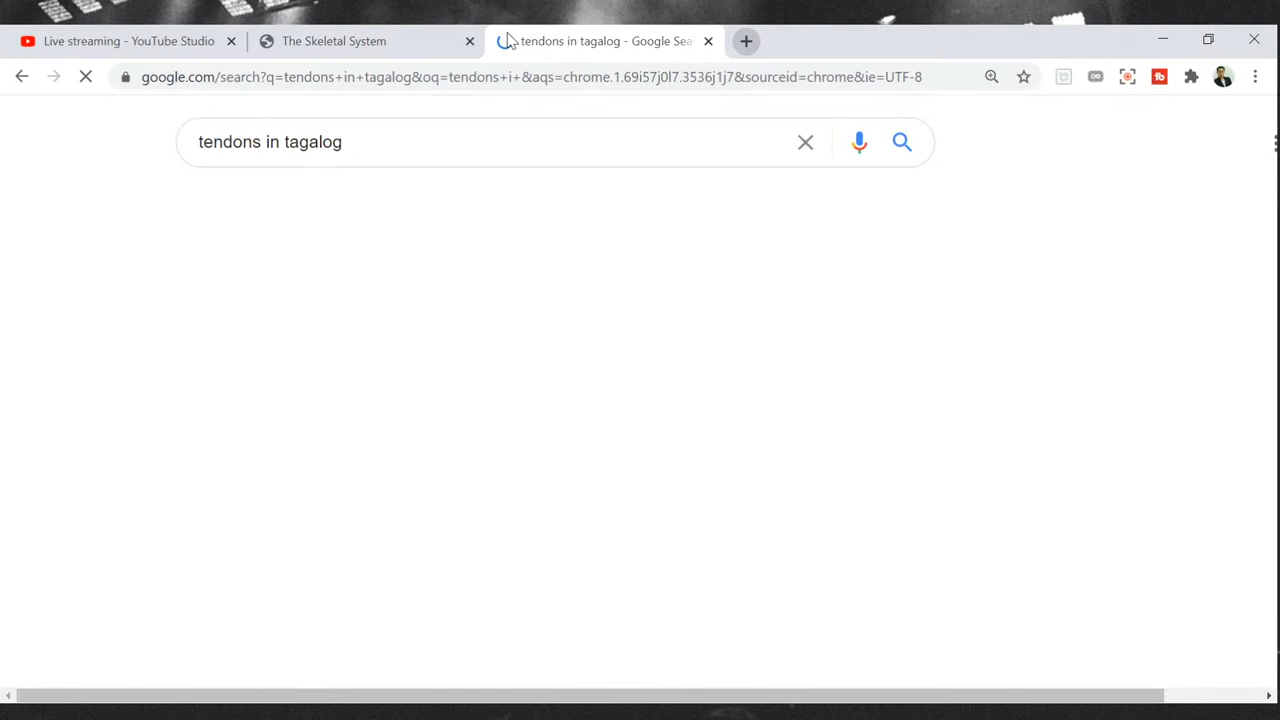 Live streaming - YouTube Studio
The Skeletal System
tendons in tagalog - Google Sea
google.com/search?q=tendons+in+tagalog&oq=tendons+i+&aqs=chrome.1.69i57j0l7.3536j1j7&sourceid=chrome&ie=UTF-8
tb
tendons in tagalog